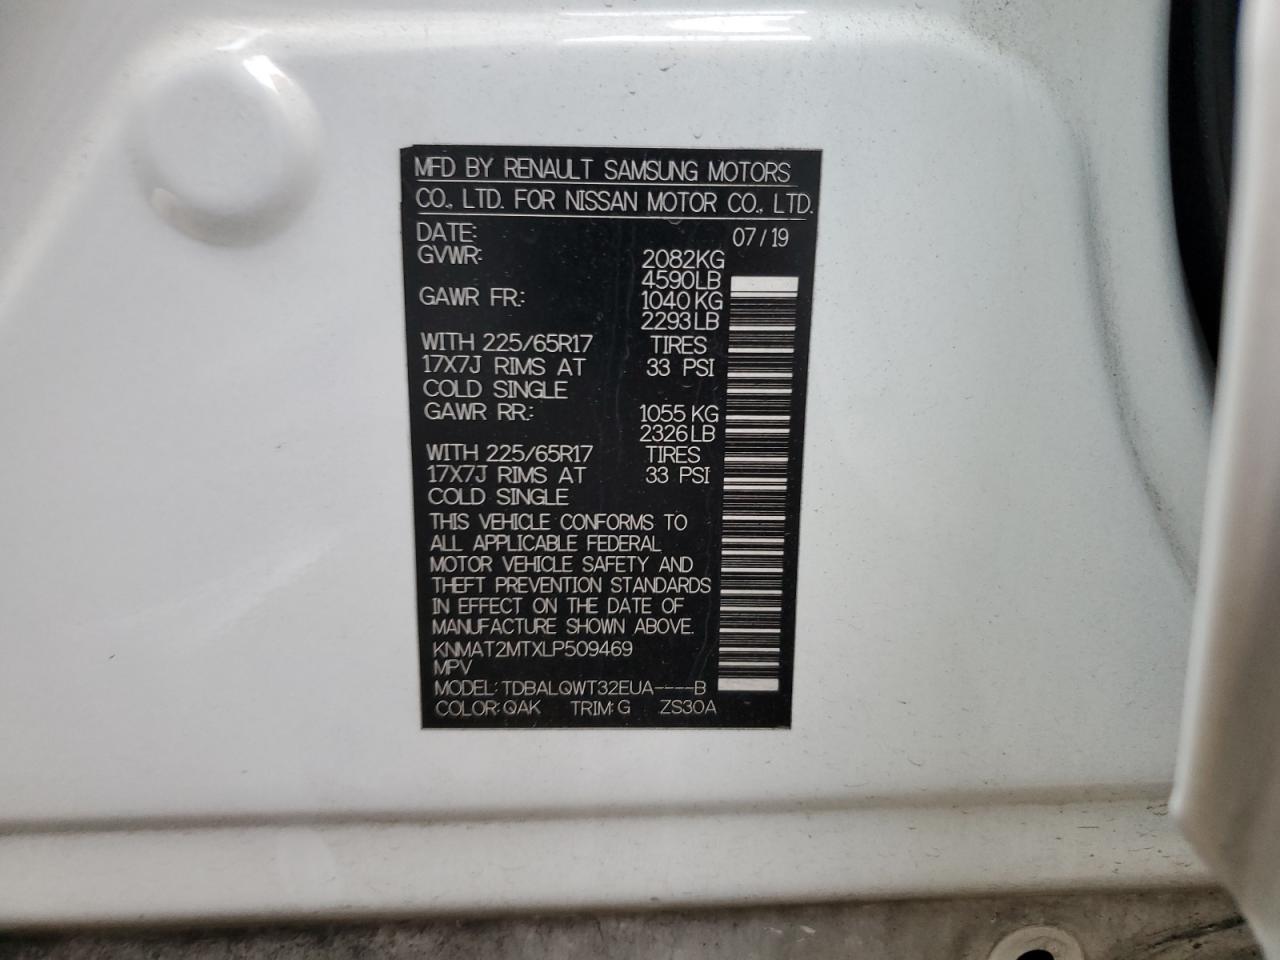 MFD BY RENAULT SAMSUNG MOTORS
CO., LTD. FOR NISSAN MOTOR CO., LTD.
DATE: 07/19
GVWR: 2082KG
4590LB
GAWR FR: 1040KG
2293LB
WITH 225/65R17 TIRES
17X7J RIMS AT 33 PSI
COLD SINGLE
GAWR RR: 1055KG
2326LB
WITH 225/65R17 TIRES
17X7J RIMS AT 33 PSI
COLD SINGLE
THIS VEHICLE CONFORMS TO
ALL APPLICABLE FEDERAL
MOTOR VEHICLE SAFETY AND
THEFT PREVENTION STANDARDS
IN EFFECT ON THE DATE OF
MANUFACTURE SHOWN ABOVE.
KNMAT2MTXLP509469
MPV
MODEL: TDBALQWT32EUA----B
COLOR: QAK TRIM: G ZS30A